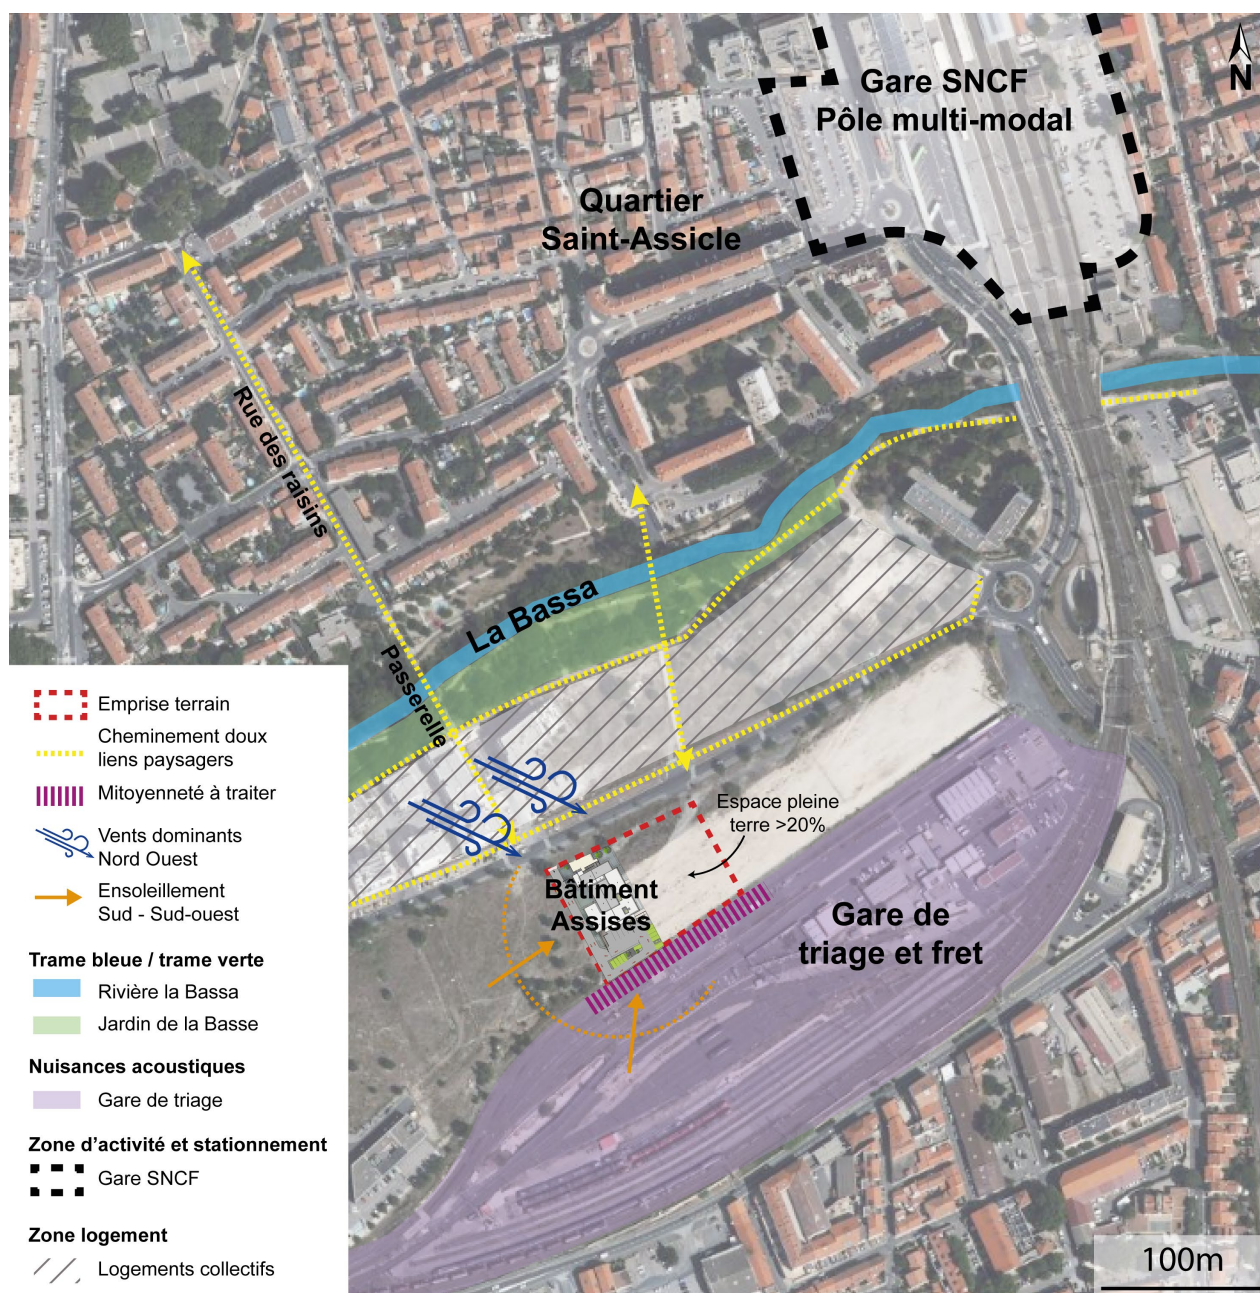 N
Gare SNCF
Pôle multi-modal
Quartier
Saint-Assicle
Rue des raisins
La Bassa
Passerelle
Espace pleine
terre >20%
Bâtiment
Assises
Gare de
triage et fret
Emprise terrain
Cheminement doux
liens paysagers
Mitoyenneté à traiter
Vents dominants
Nord Ouest
Ensoleillement
Sud - Sud-ouest
Trame bleue / trame verte
Rivière la Bassa
Jardin de la Basse
Nuisances acoustiques
Gare de triage
Zone d'activité et stationnement
Gare SNCF
Zone logement
Logements collectifs
100m